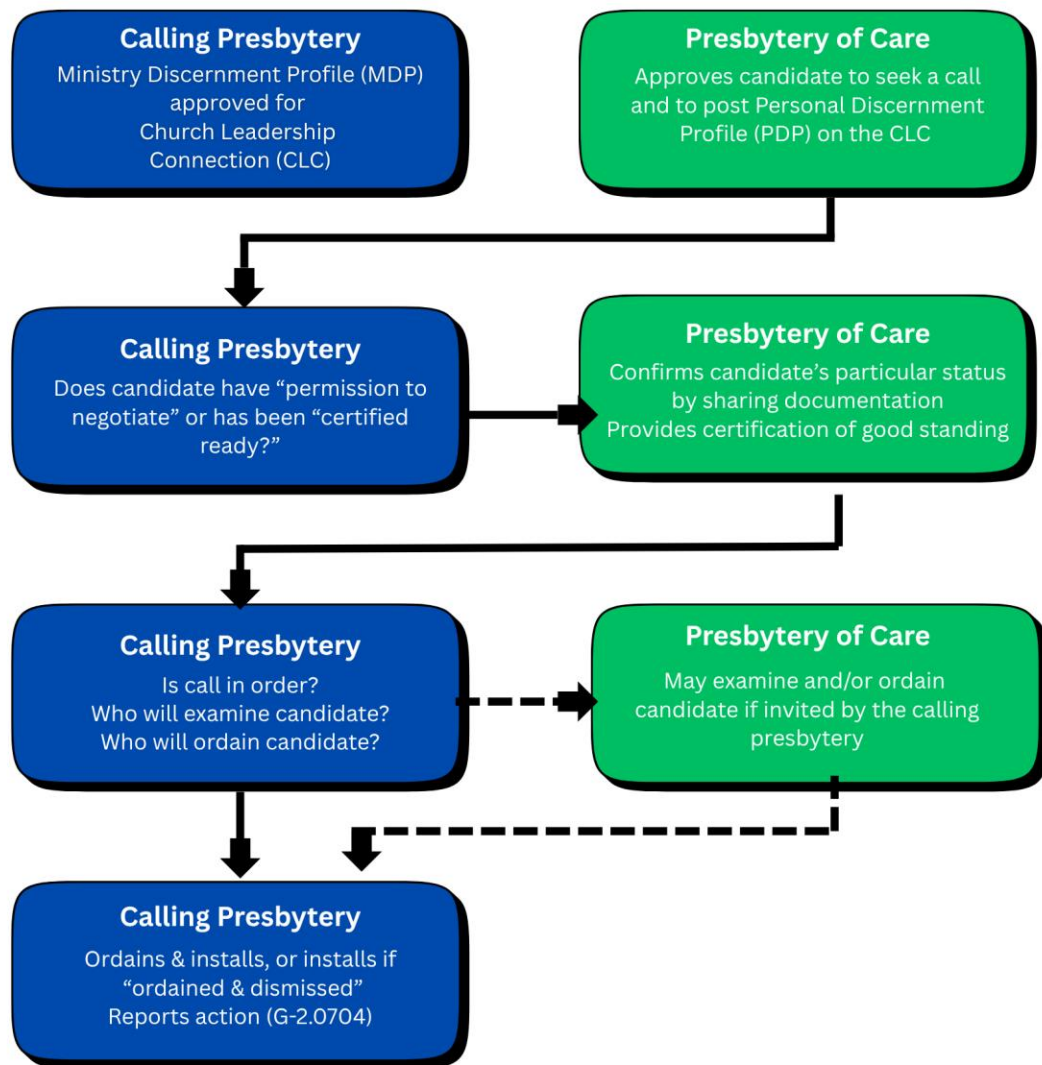 Calling Presbytery
Ministry Discernment Profile (MDP)
approved for
Church Leadership
Connection (CLC)
Presbytery of Care
Approves candidate to seek a call
and to post Personal Discernment
Profile (PDP) on the CLC
Calling Presbytery
Does candidate have “permission to
negotiate” or has been “certified
ready?”
Presbytery of Care
Confirms candidate’s particular status
by sharing documentation
Provides certification of good standing
Calling Presbytery
Is call in order?
Who will examine candidate?
Who will ordain candidate?
Presbytery of Care
May examine and/or ordain
candidate if invited by the calling
presbytery
Calling Presbytery
Ordains & installs, or installs if
“ordained & dismissed”
Reports action (G-2.0704)